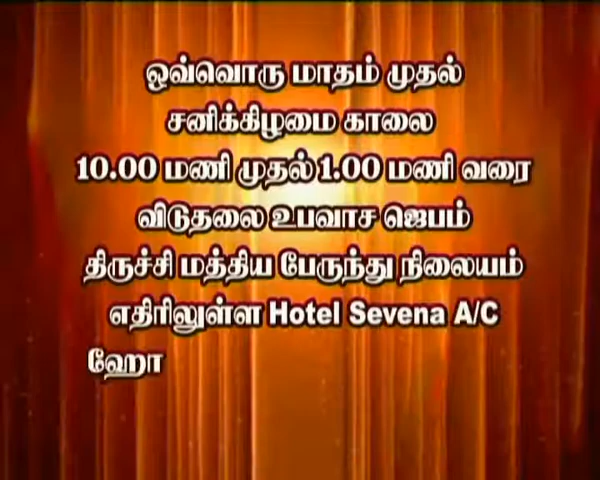 ஒவ்வொரு மாதம் முதல்
சனிக்கிழமை காலை
10.00 மணி முதல் 1.00 மணி வரை
விடுதலை உபவாச ஜெபம்
திருச்சி மத்திய பேருந்து நிலையம்
எதிரிலுள்ள Hotel Sevena A/C
ஹோ